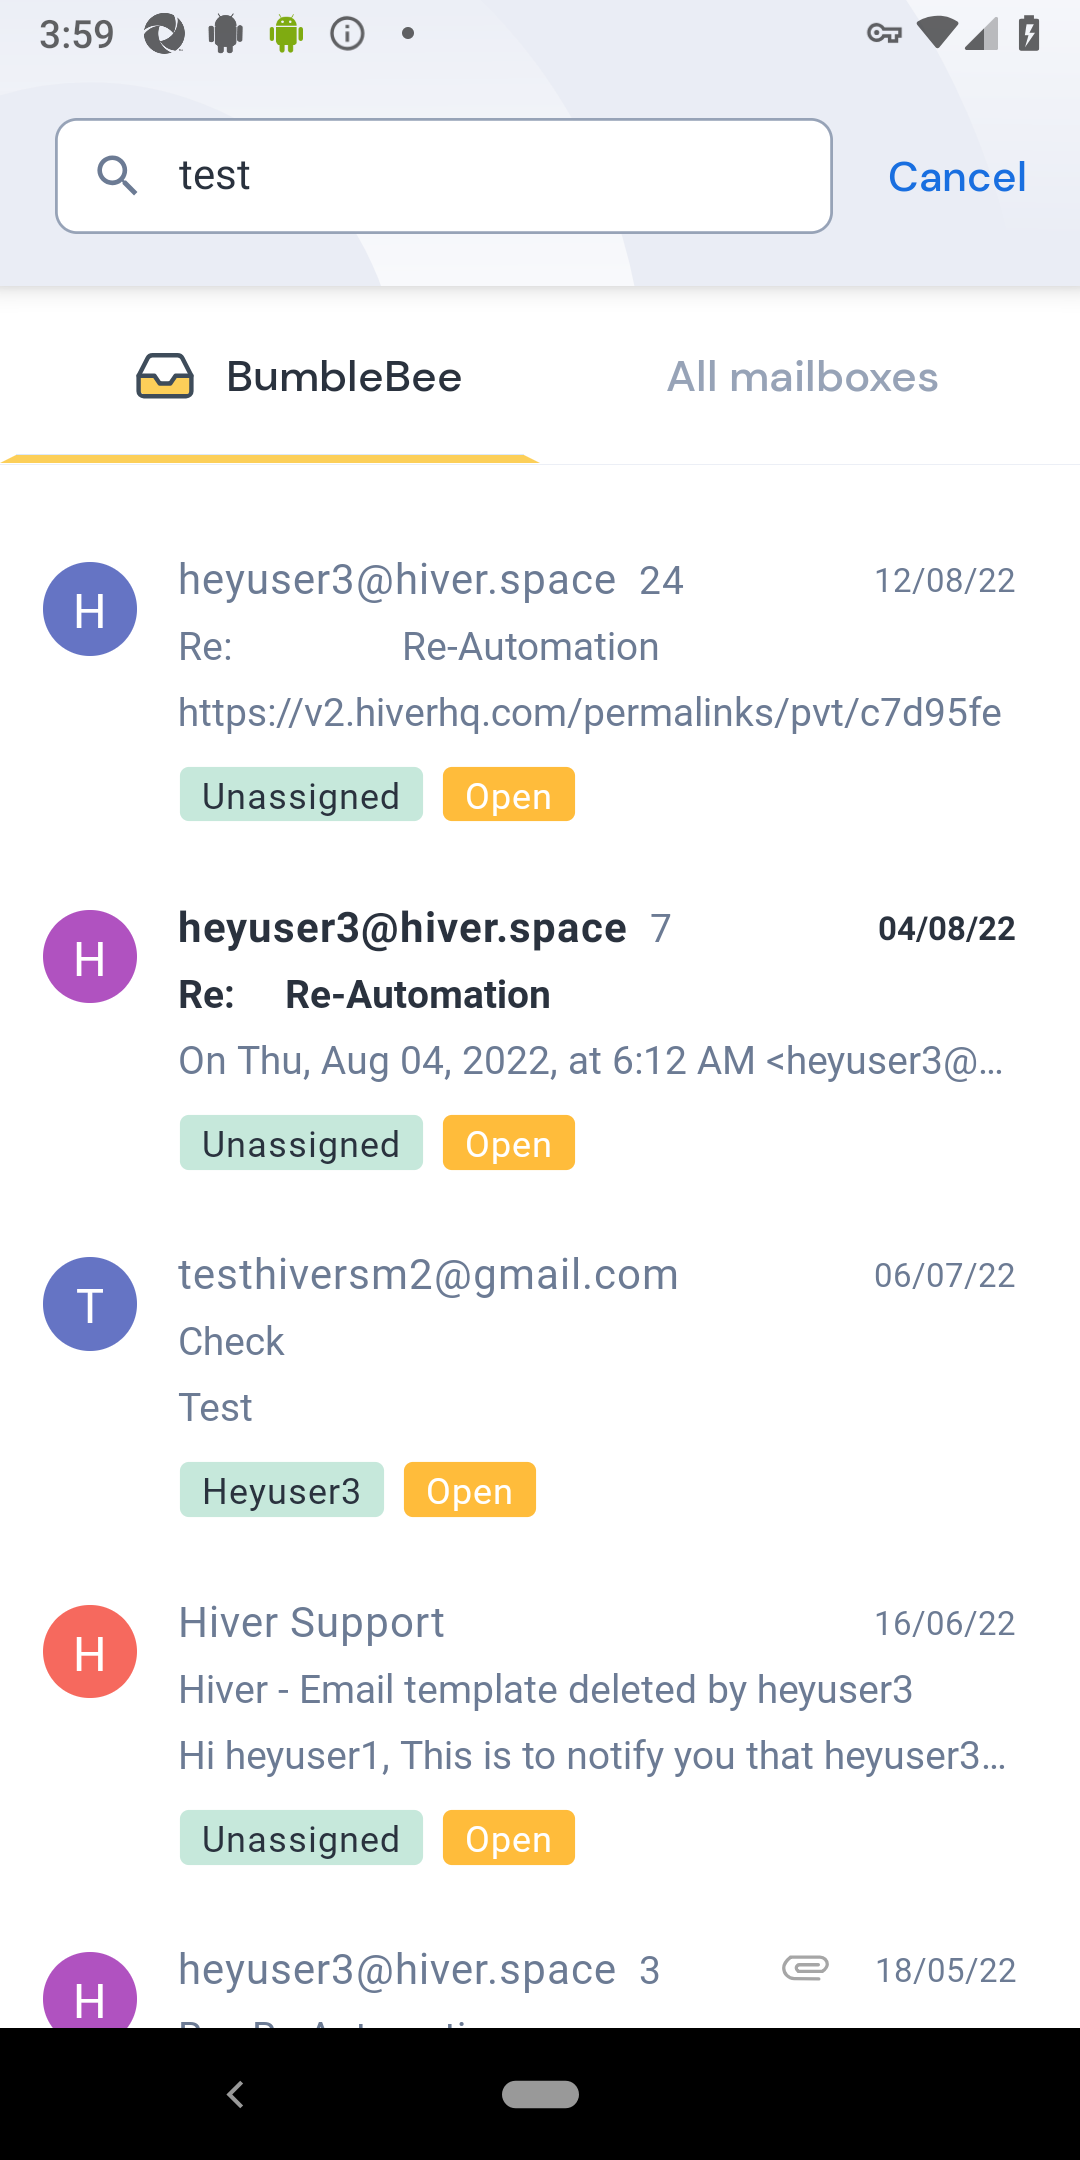 3:59
test
Cancel
BumbleBee
All mailboxes
H
heyuser3@hiver.space 24
12/08/22
Re: Re-Automation
https://v2.hiverhq.com/permalinks/pvt/c7d95fe
Unassigned
Open
H
heyuser3@hiver.space 7
04/08/22
Re: Re-Automation
On Thu, Aug 04, 2022, at 6:12 AM <heyuser3@...
Unassigned
Open
T
testhiversm2@gmail.com
06/07/22
Check
Test
Heyuser3
Open
H
Hiver Support
16/06/22
Hiver - Email template deleted by heyuser3
Hi heyuser1, This is to notify you that heyuser3...
Unassigned
Open
H
heyuser3@hiver.space 3
18/05/22